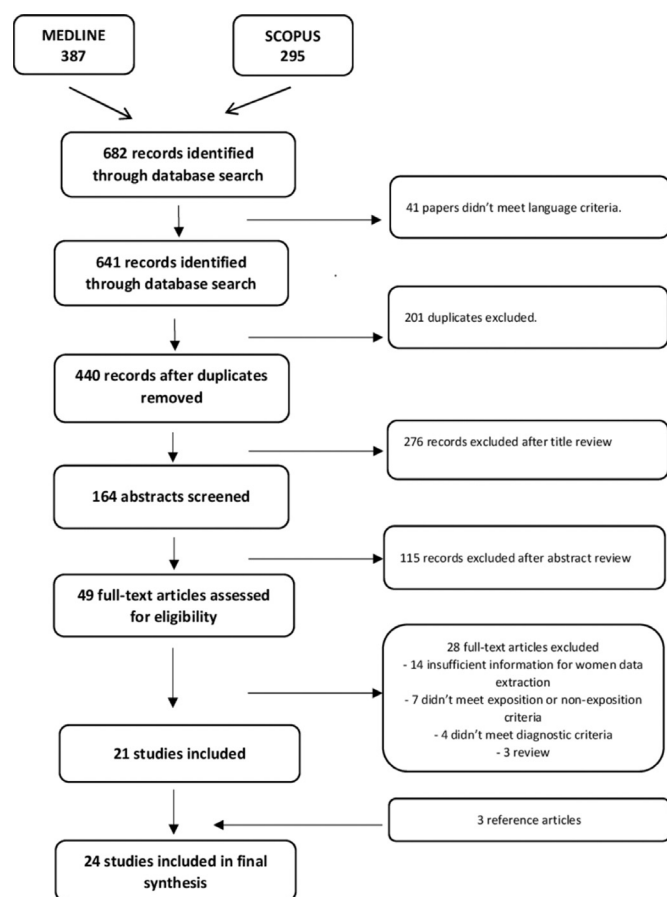 MEDLINE
387
SCOPUS
295
682 records identified
through database search
41 papers didn't meet language criteria.
641 records identified
through database search
201 duplicates excluded.
440 records after duplicates
removed
276 records excluded after title review
164 abstracts screened
115 records excluded after abstract review
49 full-text articles assessed
for eligibility
28 full-text articles excluded
- 14 insufficient information for women data
extraction
- 7 didn't meet exposition or non-exposition
criteria
- 4 didn't meet diagnostic criteria
- 3 review
21 studies included
3 reference articles
24 studies included in final
synthesis